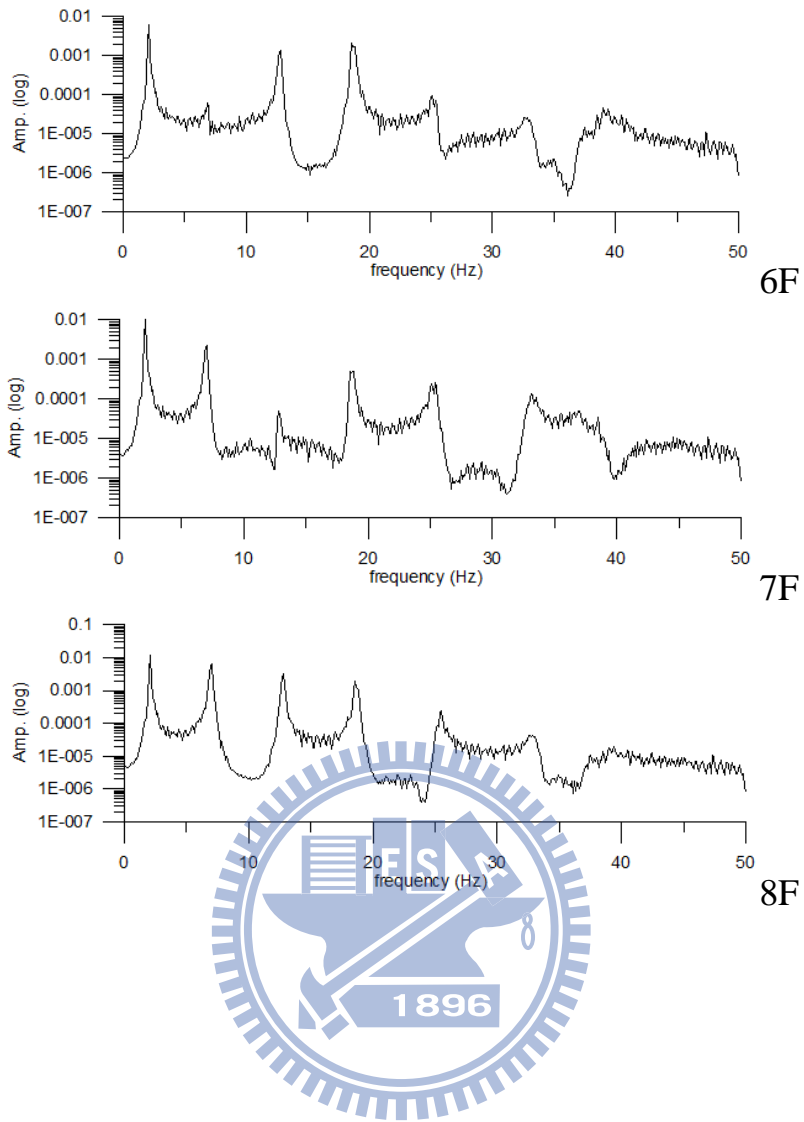 0.01
0.001
0.0001
1E-005
1E-006
1E-007
Amp. (log)
0 10 20 30 40 50
frequency (Hz)
6F
0.01
0.001
0.0001
1E-005
1E-006
1E-007
Amp. (log)
0 10 20 30 40 50
frequency (Hz)
7F
0.1
0.01
0.001
0.0001
1E-005
1E-006
1E-007
Amp. (log)
0 10 20 30 40 50
frequency (Hz)
8F
E S A
1896